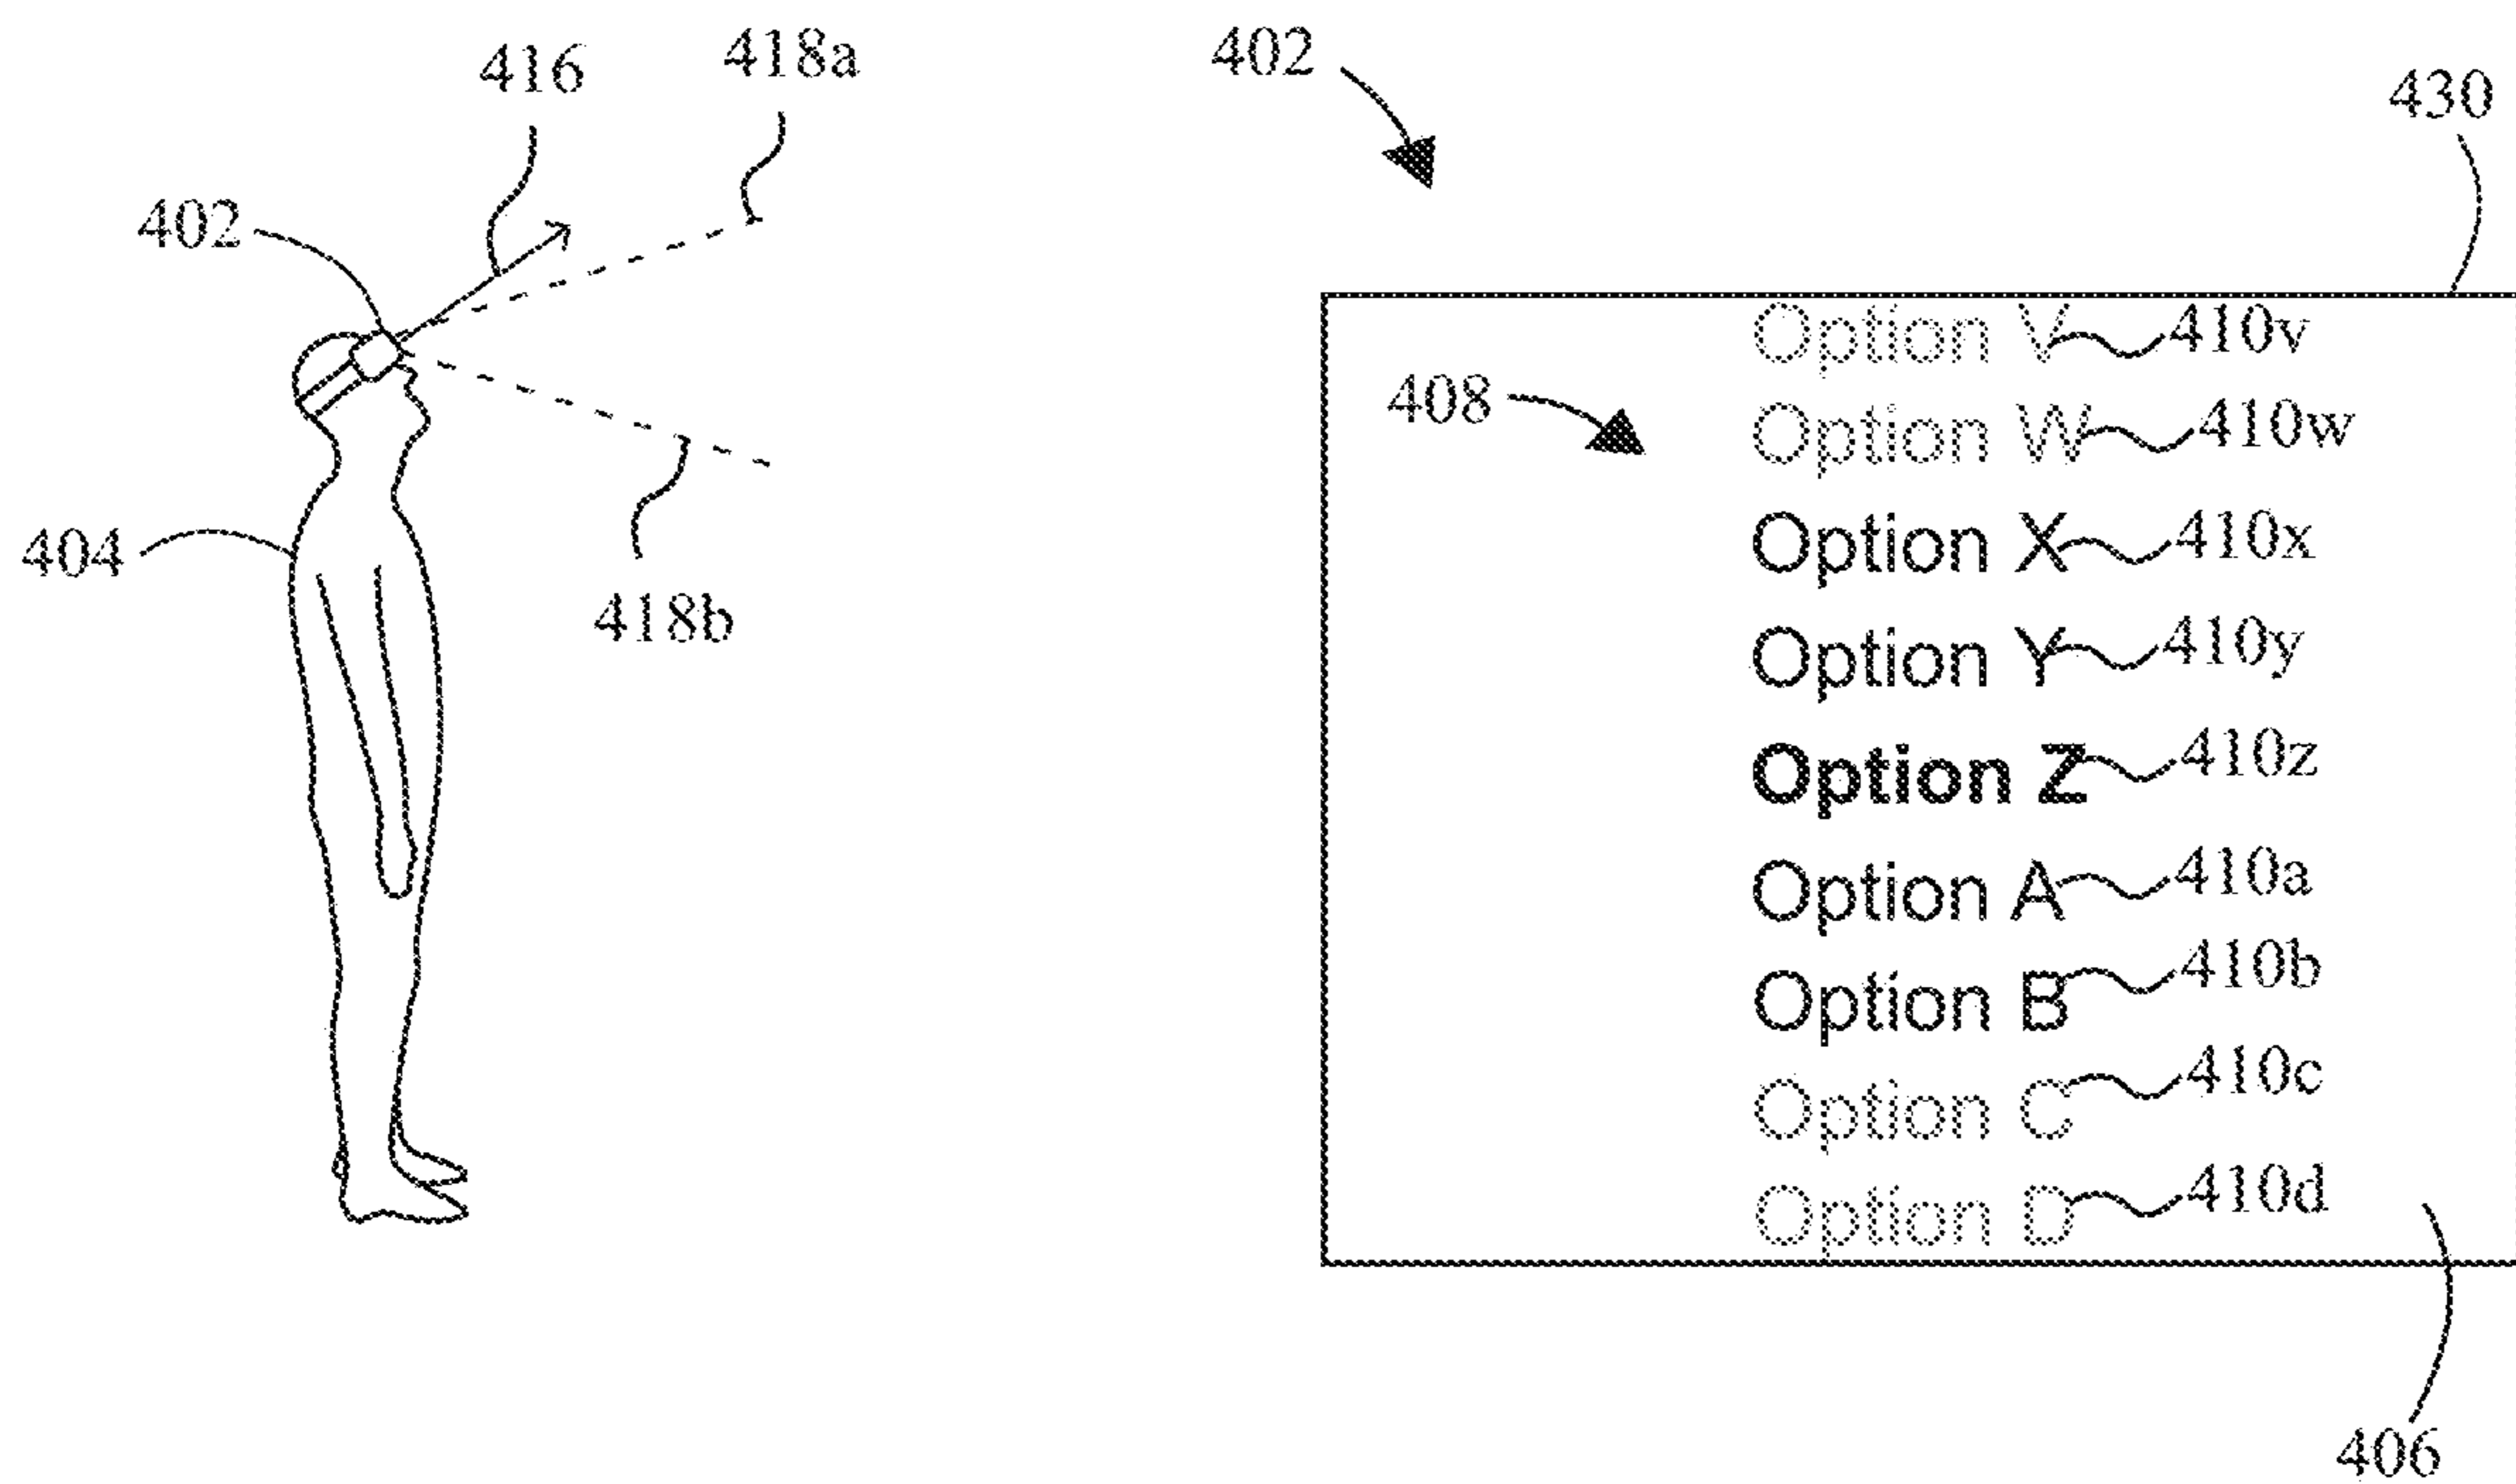 416
418a
402
404
418b
402
430
408
Option V 410v
Option W 410w
Option X 410x
Option Y 410y
Option Z 410z
Option A 410a
Option B 410b
Option C 410c
Option D 410d
406